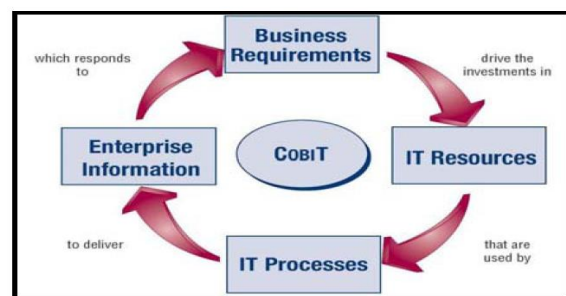 Business
Requirements
which responds
to
drive the
investments in
Enterprise
Information
COBIT
IT Resources
to deliver
that are
used by
IT Processes